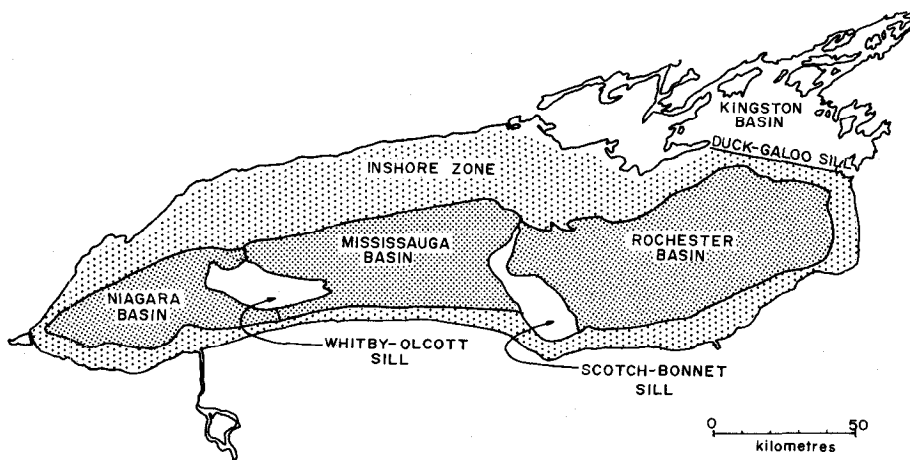 KINGSTON
BASIN
DUCK-GALOO SILL
INSHORE ZONE
MISSISSAUGA
BASIN
ROCHESTER
BASIN
NIAGARA
BASIN
WHITBY-OLCOTT
SILL
SCOTCH-BONNET
SILL
0 50
kilometres